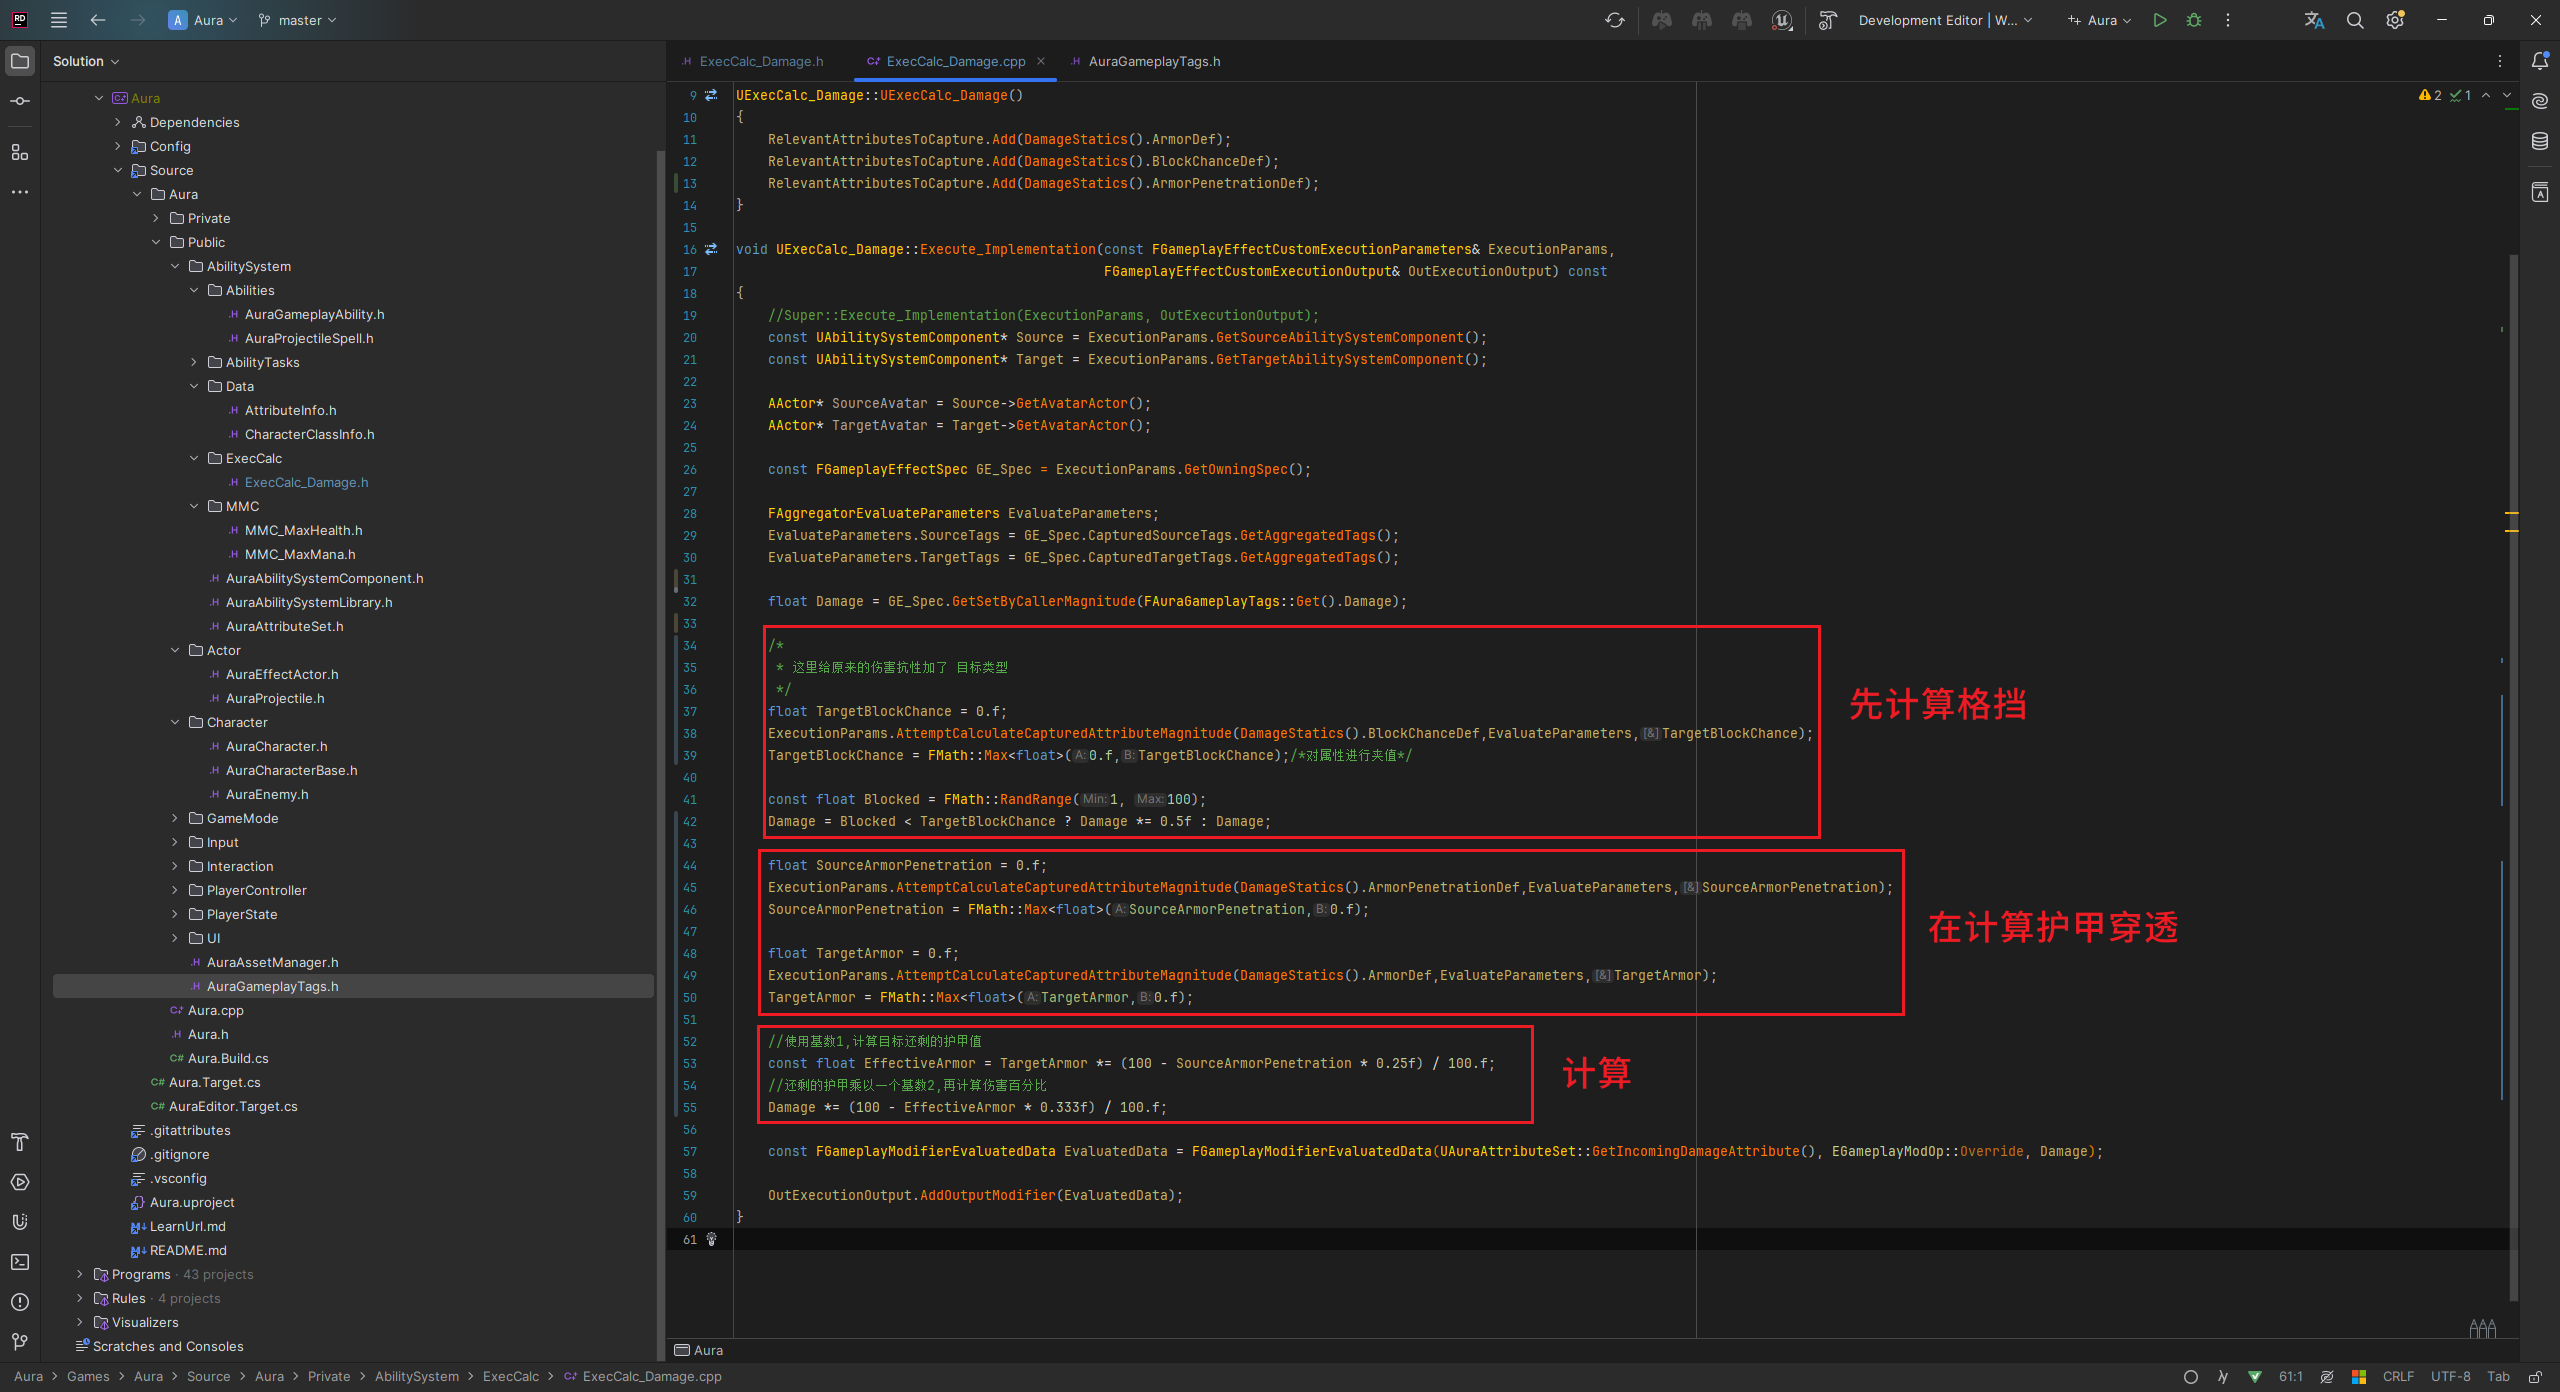 Aura
master
Development Editor | W...
Aura
Solution
Aura
Dependencies
Config
Source
Aura
Private
Public
AbilitySystem
Abilities
AuraGameplayAbility.h
AuraProjectileSpell.h
AbilityTasks
Data
AttributeInfo.h
CharacterClassInfo.h
ExecCalc
ExecCalc_Damage.h
MMC
MMC_MaxHealth.h
MMC_MaxMana.h
AuraAbilitySystemComponent.h
AuraAbilitySystemLibrary.h
AuraAttributeSet.h
Actor
AuraEffectActor.h
AuraProjectile.h
Character
AuraCharacter.h
AuraCharacterBase.h
AuraEnemy.h
GameMode
Input
Interaction
PlayerController
PlayerState
UI
AuraAssetManager.h
AuraGameplayTags.h
Aura.cpp
Aura.h
Aura.Build.cs
Aura.Target.cs
AuraEditor.Target.cs
.gitattributes
.gitignore
.vsconfig
Aura.uproject
LearnUrl.md
README.md
Programs · 43 projects
Rules · 4 projects
Visualizers
Scratches and Consoles
ExecCalc_Damage.h
ExecCalc_Damage.cpp
AuraGameplayTags.h
2 1
9 UExecCalc_Damage::UExecCalc_Damage()
10 {
11 RelevantAttributesToCapture.Add(DamageStatics().ArmorDef);
12 RelevantAttributesToCapture.Add(DamageStatics().BlockChanceDef);
13 RelevantAttributesToCapture.Add(DamageStatics().ArmorPenetrationDef);
14 }
15
16 void UExecCalc_Damage::Execute_Implementation(const FGameplayEffectCustomExecutionParameters& ExecutionParams,
17 FGameplayEffectCustomExecutionOutput& OutExecutionOutput) const
18 {
19 //Super::Execute_Implementation(ExecutionParams, OutExecutionOutput);
20 const UAbilitySystemComponent* Source = ExecutionParams.GetSourceAbilitySystemComponent();
21 const UAbilitySystemComponent* Target = ExecutionParams.GetTargetAbilitySystemComponent();
22
23 AActor* SourceAvatar = Source->GetAvatarActor();
24 AActor* TargetAvatar = Target->GetAvatarActor();
25
26 const FGameplayEffectSpec GE_Spec = ExecutionParams.GetOwningSpec();
27
28 FAggregatorEvaluateParameters EvaluateParameters;
29 EvaluateParameters.SourceTags = GE_Spec.CapturedSourceTags.GetAggregatedTags();
30 EvaluateParameters.TargetTags = GE_Spec.CapturedTargetTags.GetAggregatedTags();
31
32 float Damage = GE_Spec.GetSetByCallerMagnitude(FAuraGameplayTags::Get().Damage);
33
34 /*
35 * 这里给原来的伤害抗性加了 目标类型
36 */
37 float TargetBlockChance = 0.f;
38 ExecutionParams.AttemptCalculateCapturedAttributeMagnitude(DamageStatics().BlockChanceDef,EvaluateParameters,[&]TargetBlockChance);
39 TargetBlockChance = FMath::Max<float>(A:0.f,B:TargetBlockChance);/*对属性进行夹值*/
40
41 const float Blocked = FMath::RandRange(Min:1, Max:100);
42 Damage = Blocked < TargetBlockChance ? Damage *= 0.5f : Damage;
43
44 float SourceArmorPenetration = 0.f;
45 ExecutionParams.AttemptCalculateCapturedAttributeMagnitude(DamageStatics().ArmorPenetrationDef,EvaluateParameters,[&]SourceArmorPenetration);
46 SourceArmorPenetration = FMath::Max<float>(A:SourceArmorPenetration,B:0.f);
47
48 float TargetArmor = 0.f;
49 ExecutionParams.AttemptCalculateCapturedAttributeMagnitude(DamageStatics().ArmorDef,EvaluateParameters,[&]TargetArmor);
50 TargetArmor = FMath::Max<float>(A:TargetArmor,B:0.f);
51
52 //使用基数1,计算目标还剩的护甲值
53 const float EffectiveArmor = TargetArmor *= (100 - SourceArmorPenetration * 0.25f) / 100.f;
54 //还剩的护甲乘以一个基数2,再计算伤害百分比
55 Damage *= (100 - EffectiveArmor * 0.333f) / 100.f;
56
57 const FGameplayModifierEvaluatedData EvaluatedData = FGameplayModifierEvaluatedData(UAuraAttributeSet::GetIncomingDamageAttribute(), EGameplayModOp::Override, Damage);
58
59 OutExecutionOutput.AddOutputModifier(EvaluatedData);
60 }
61
先计算格挡
在计算护甲穿透
计算
Aura
Aura > Games > Aura > Source > Aura > Private > AbilitySystem > ExecCalc > ExecCalc_Damage.cpp
61:1 CRLF UTF-8 Tab